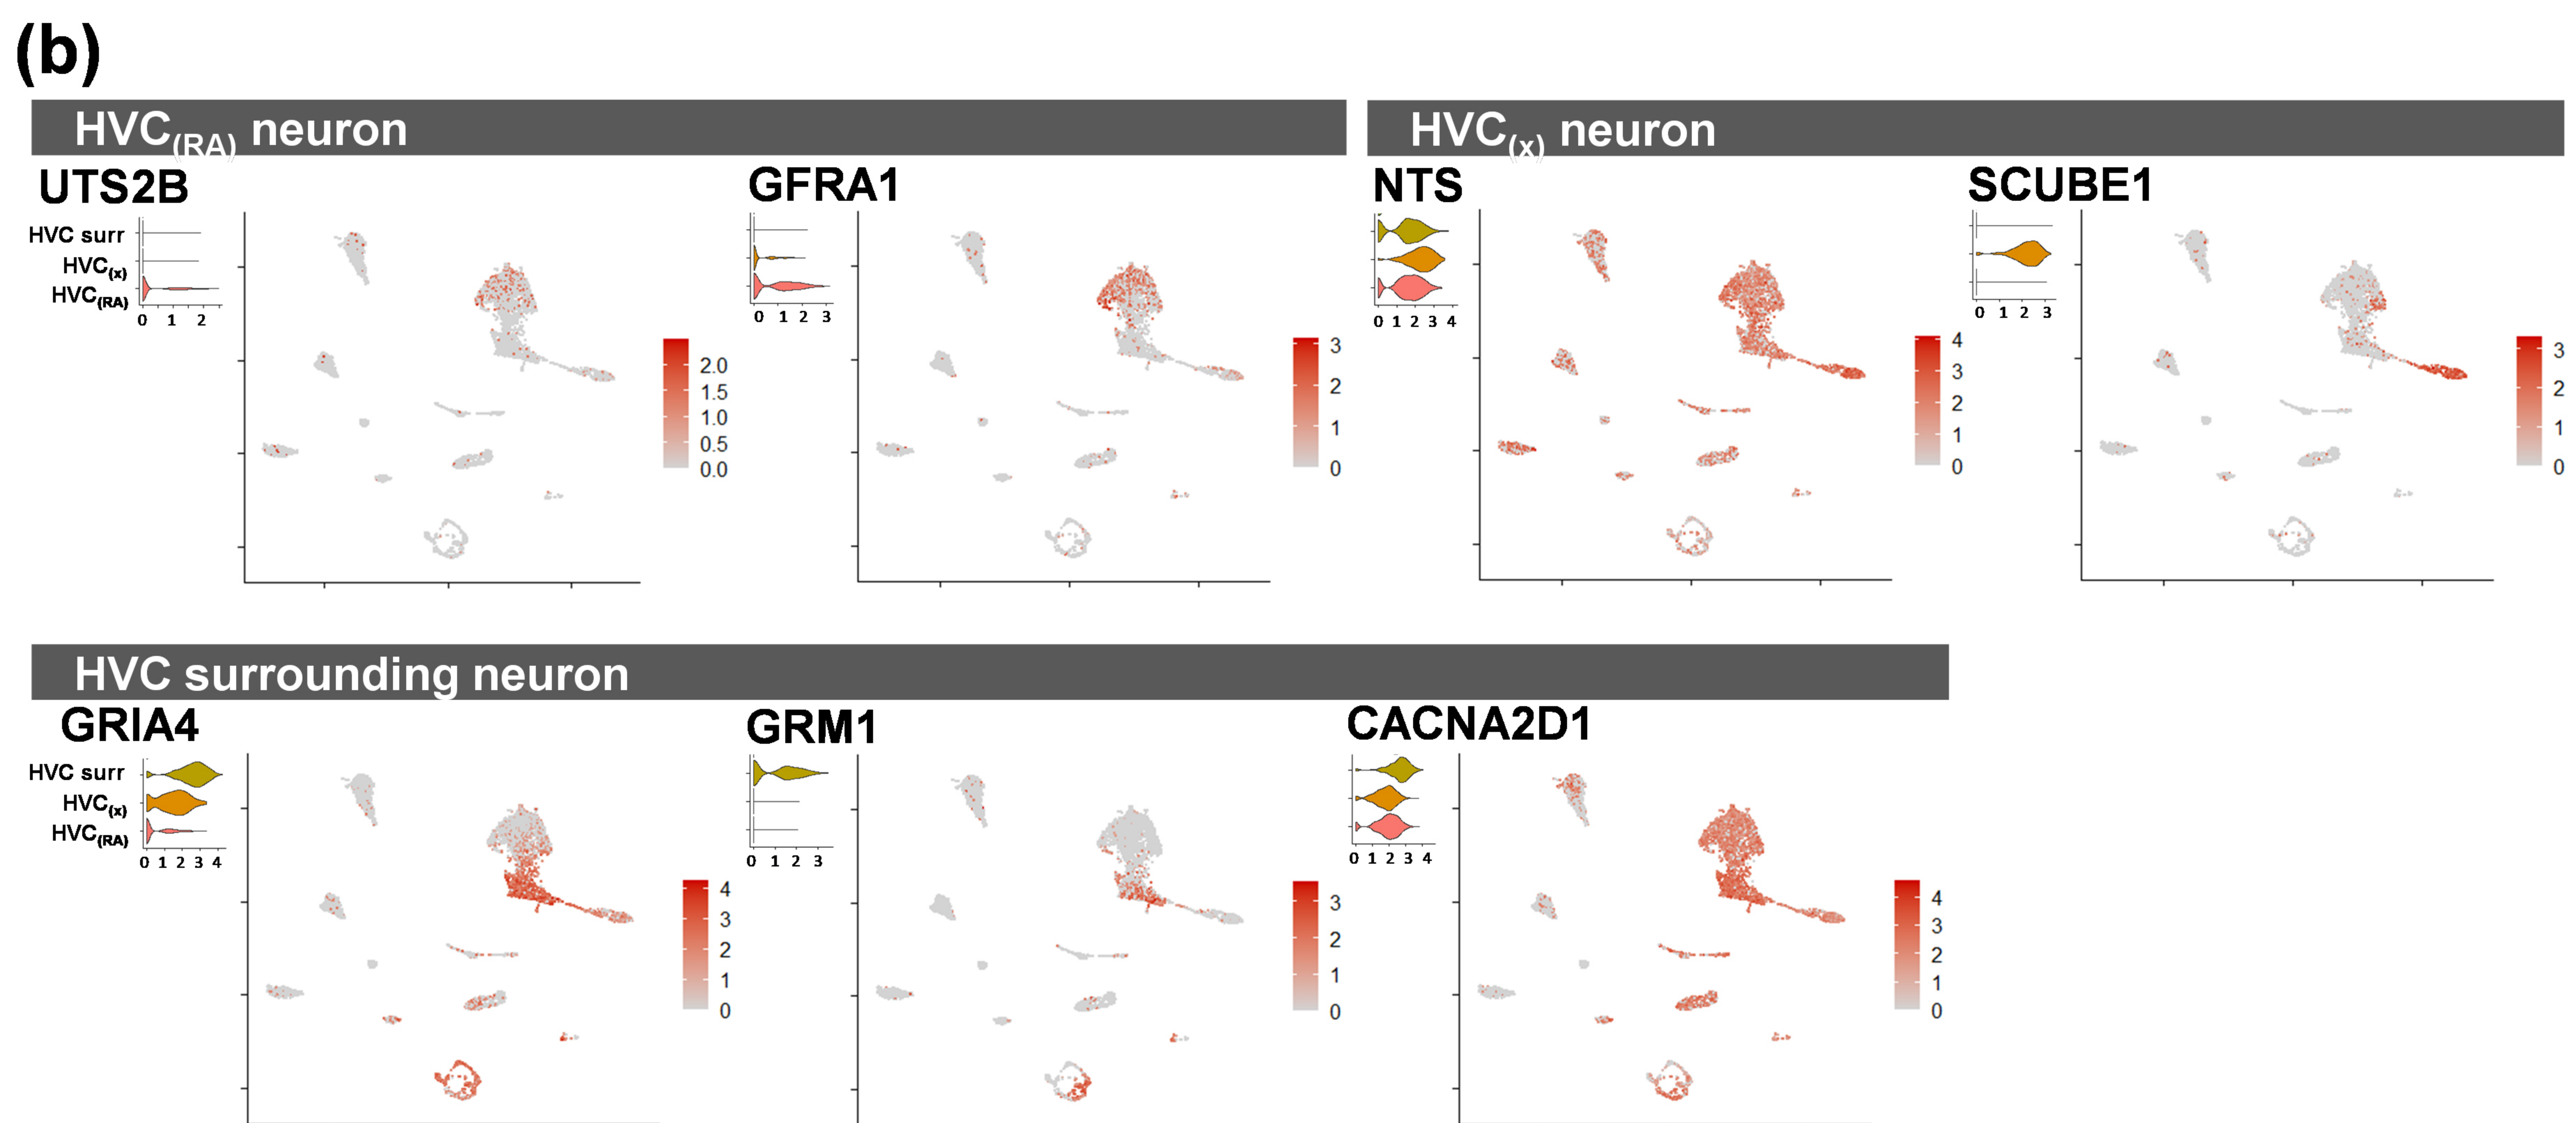 (b)
HVC(RA) neuron
HVC(x) neuron
UTS2B
HVC surr
HVC(x)
HVC(RA)
0 1 2
2.0
1.5
1.0
0.5
0.0
GFRA1
0 1 2 3
3
2
1
0
NTS
0 1 2 3 4
4
3
2
1
0
SCUBE1
0 1 2 3
3
2
1
0
HVC surrounding neuron
GRIA4
HVC surr
HVC(x)
HVC(RA)
0 1 2 3 4
4
3
2
1
0
GRM1
0 1 2 3
3
2
1
0
CACNA2D1
0 1 2 3 4
4
3
2
1
0